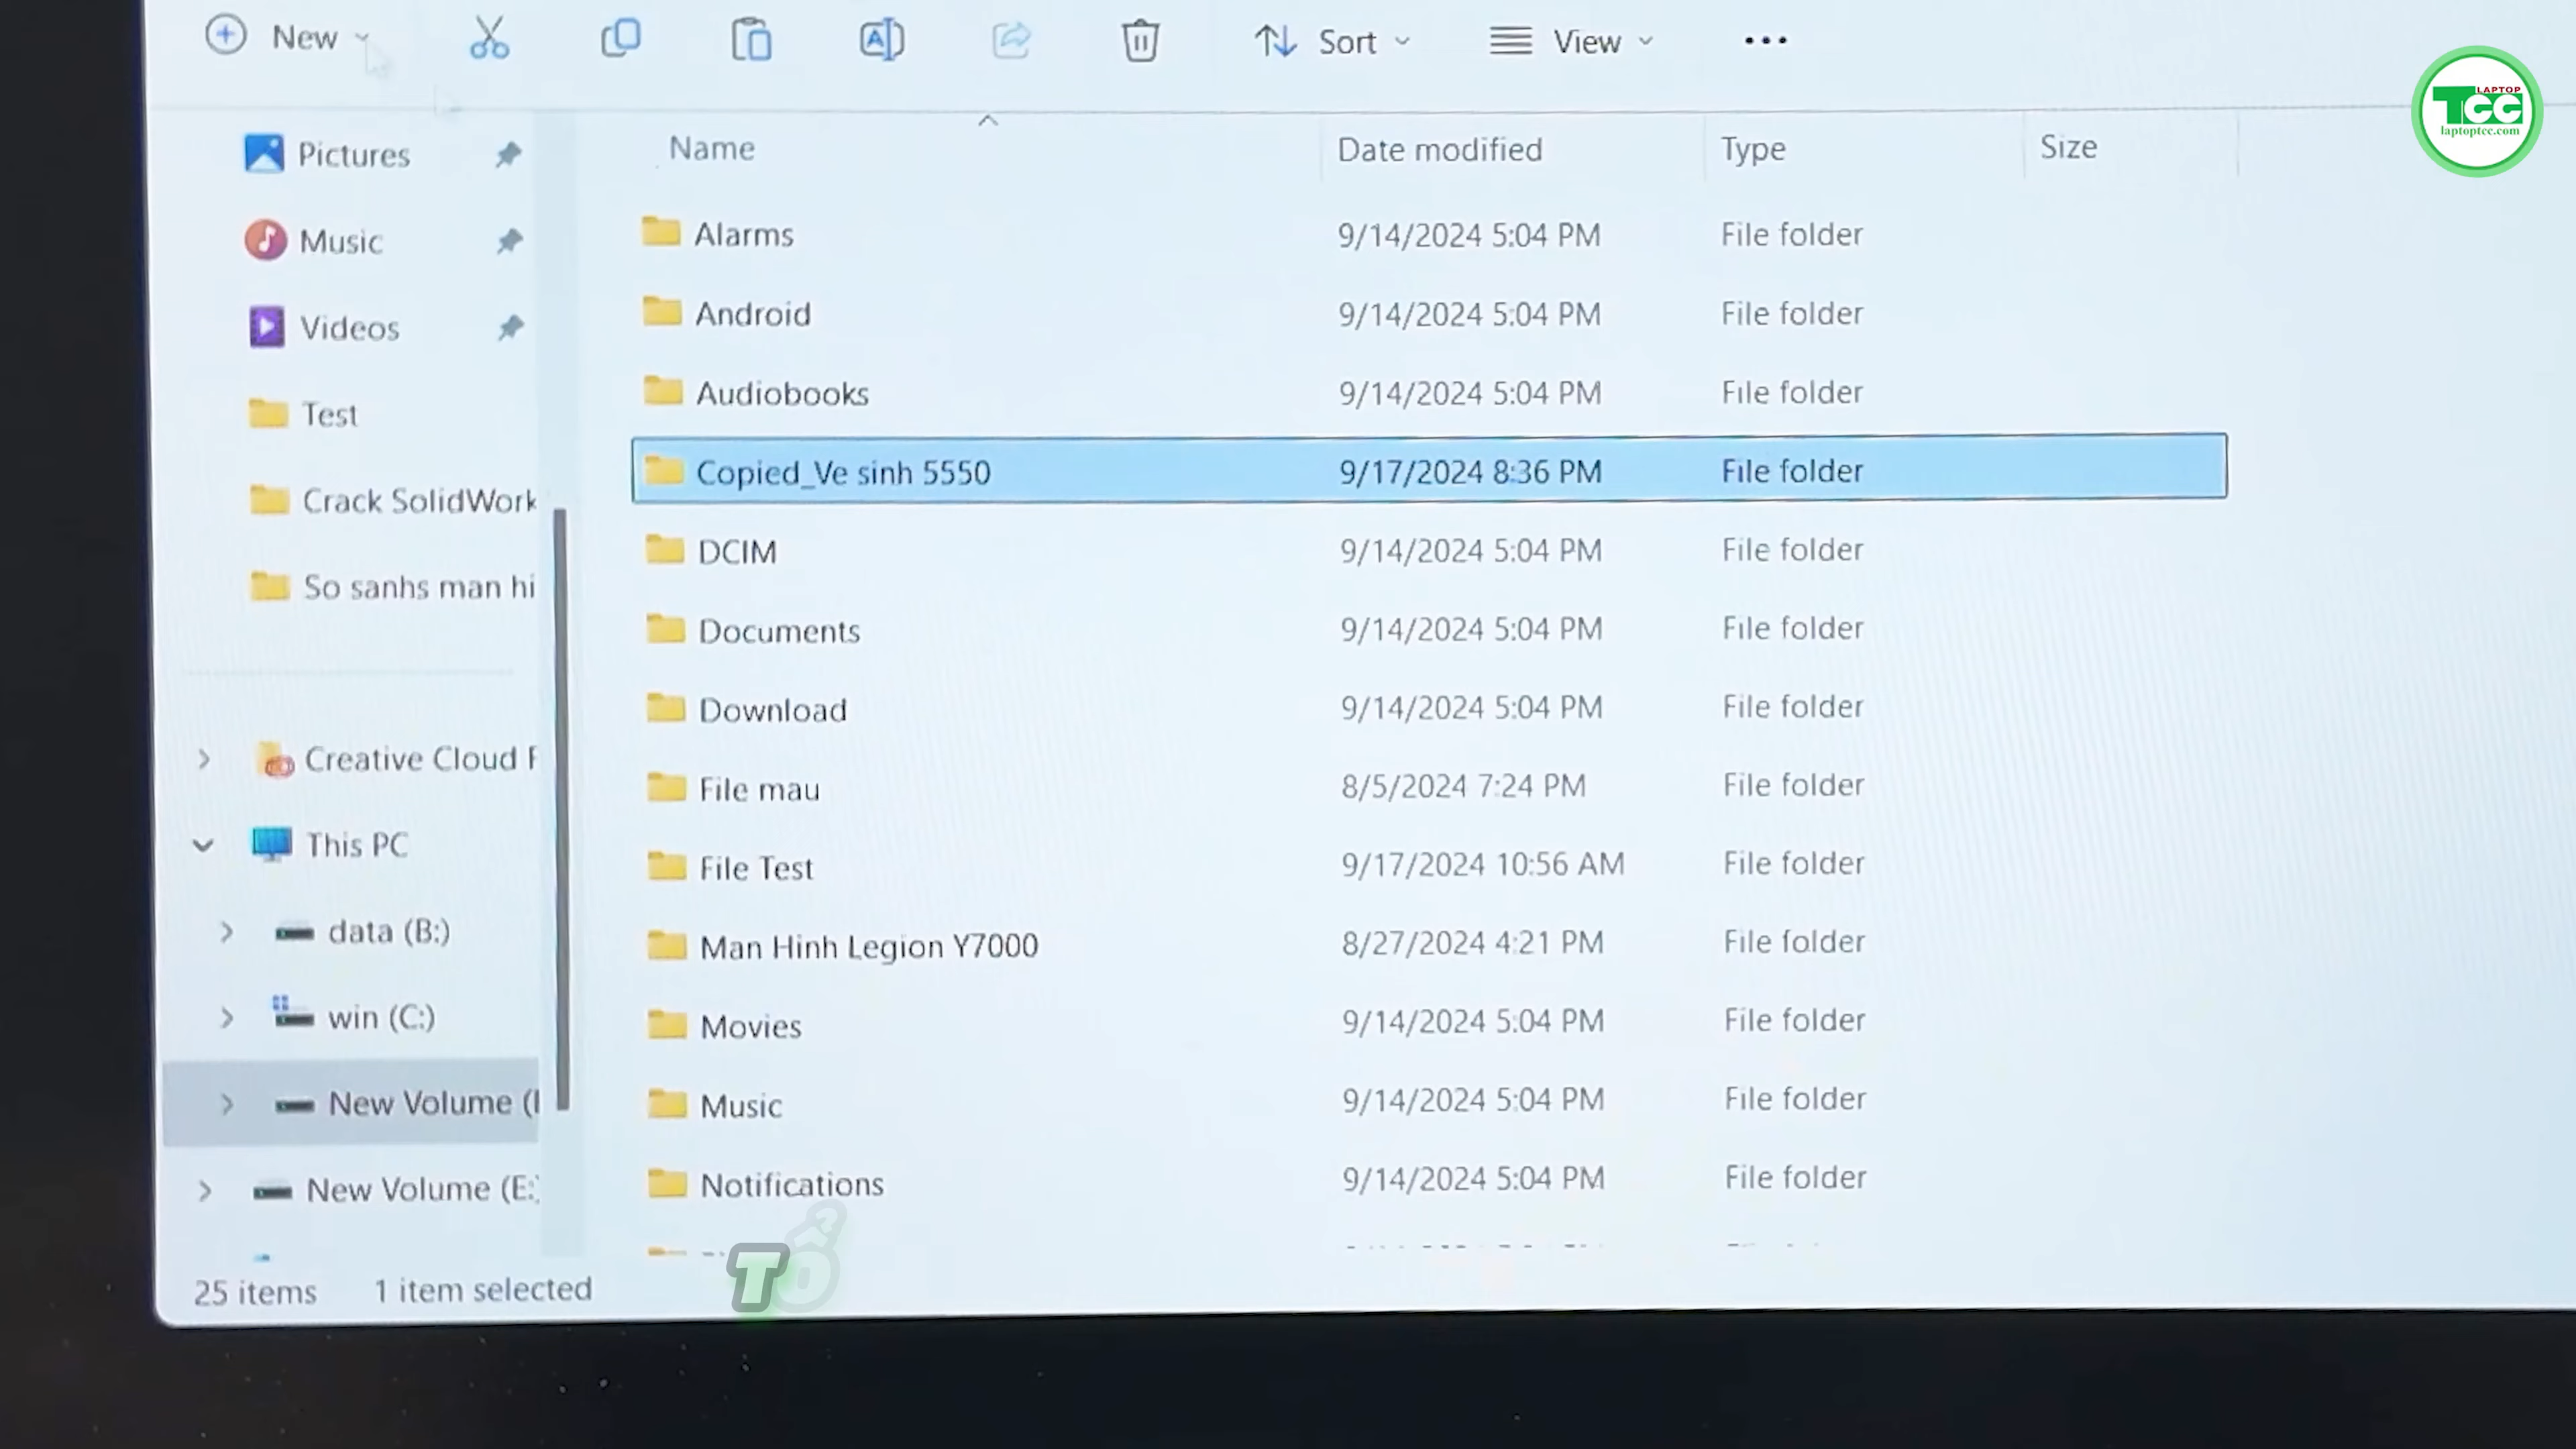 New
Sort
View
LAPTOP
TCC
laptoptcc.com
Name
Date modified
Type
Size
Pictures
Music
Videos
Test
Crack SolidWork
So sanhs man hi
Creative Cloud F
This PC
data (B:)
win (C:)
New Volume (
New Volume (E:)
Alarms 9/14/2024 5:04 PM File folder
Android 9/14/2024 5:04 PM File folder
Audiobooks 9/14/2024 5:04 PM File folder
Copied_Ve sinh 5550 9/17/2024 8:36 PM File folder
DCIM 9/14/2024 5:04 PM File folder
Documents 9/14/2024 5:04 PM File folder
Download 9/14/2024 5:04 PM File folder
File mau 8/5/2024 7:24 PM File folder
File Test 9/17/2024 10:56 AM File folder
Man Hinh Legion Y7000 8/27/2024 4:21 PM File folder
Movies 9/14/2024 5:04 PM File folder
Music 9/14/2024 5:04 PM File folder
Notifications 9/14/2024 5:04 PM File folder
25 items 1 item selected
TỔ